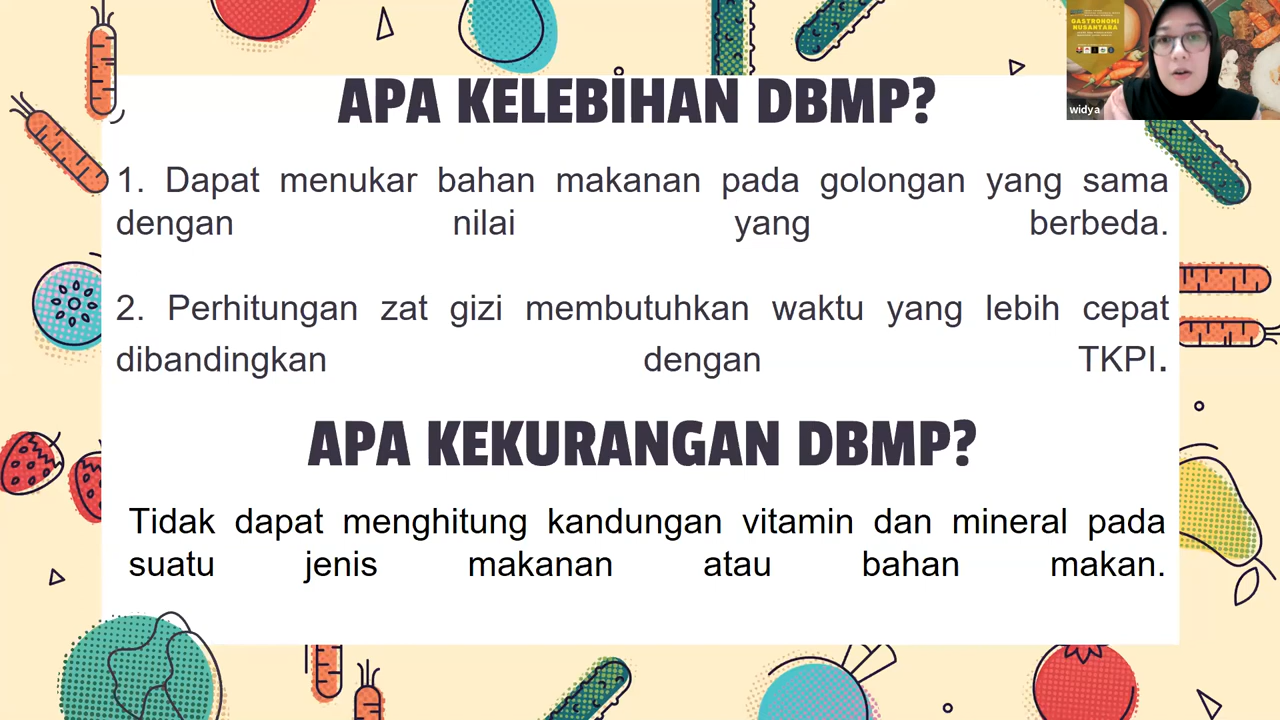 APA KELEBIHAN DBMP?
1. Dapat menukar bahan makanan pada golongan yang sama
dengan nilai yang berbeda.
2. Perhitungan zat gizi membutuhkan waktu yang lebih cepat
dibandingkan dengan TKPI.
APA KEKURANGAN DBMP?
Tidak dapat menghitung kandungan vitamin dan mineral pada
suatu jenis makanan atau bahan makan.
GASTRONOMI
NUSANTARA
widya